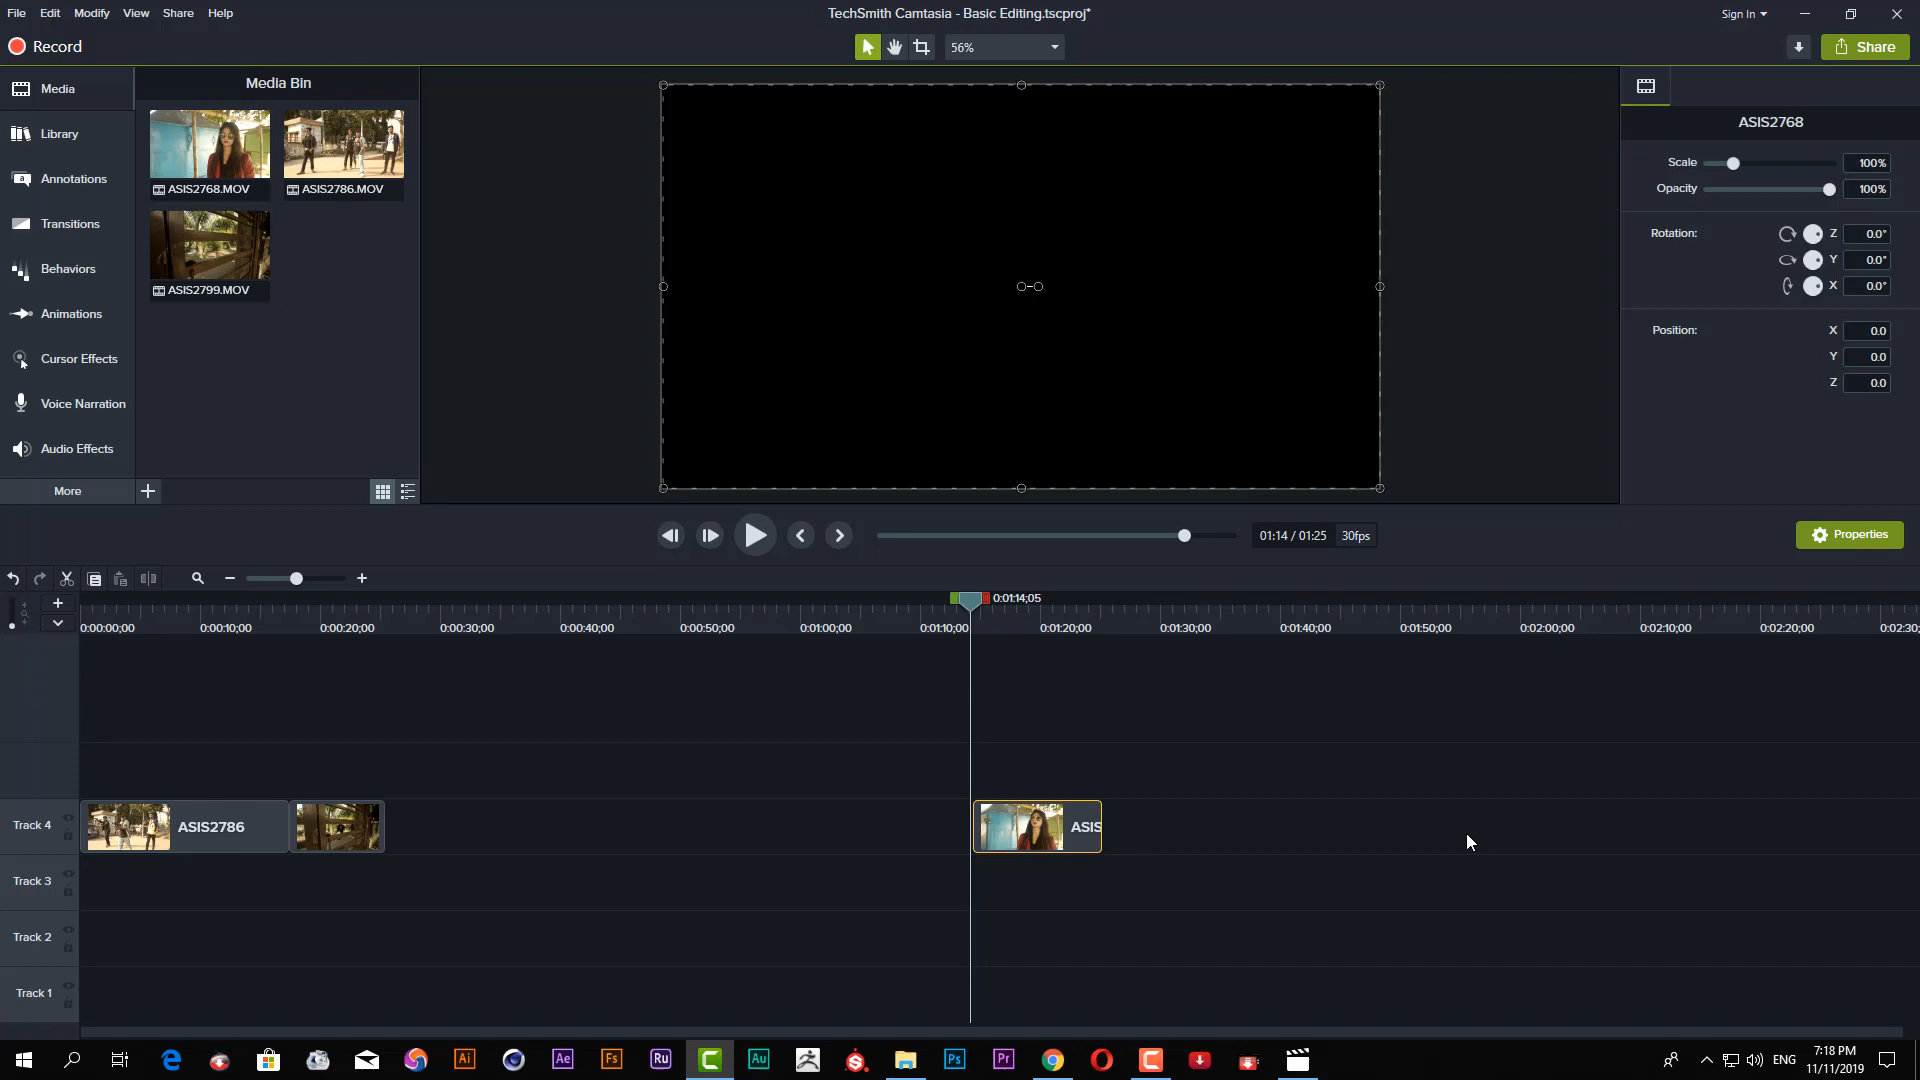 File Edit Modify View Share Help
TechSmith Camtasia - Basic Editing.tscproj*
Sign In
Record
56%
Share
Media
Library
Annotations
Transitions
Behaviors
Animations
Cursor Effects
Voice Narration
Audio Effects
More
Media Bin
ASIS2768.MOV
ASIS2786.MOV
ASIS2799.MOV
ASIS2768
Scale 100%
Opacity 100%
Rotation: Z 0.0°
Y 0.0°
X 0.0°
Position: X 0.0
Y 0.0
Z 0.0
01:14 / 01:25 30fps
Properties
0:01:14;05
0:00:00;00 0:00:10;00 0:00:20;00 0:00:30;00 0:00:40;00 0:00:50;00 0:01:00;00 0:01:10;00 0:01:20;00 0:01:30;00 0:01:40;00 0:01:50;00 0:02:00;00 0:02:10;00 0:02:20;00 0:02:30;
Track 4
ASIS2786
ASIS
Track 3
Track 2
Track 1
Ai
Ae
Fs
Ru
Au
Ps
Pr
ENG
7:18 PM
11/11/2019